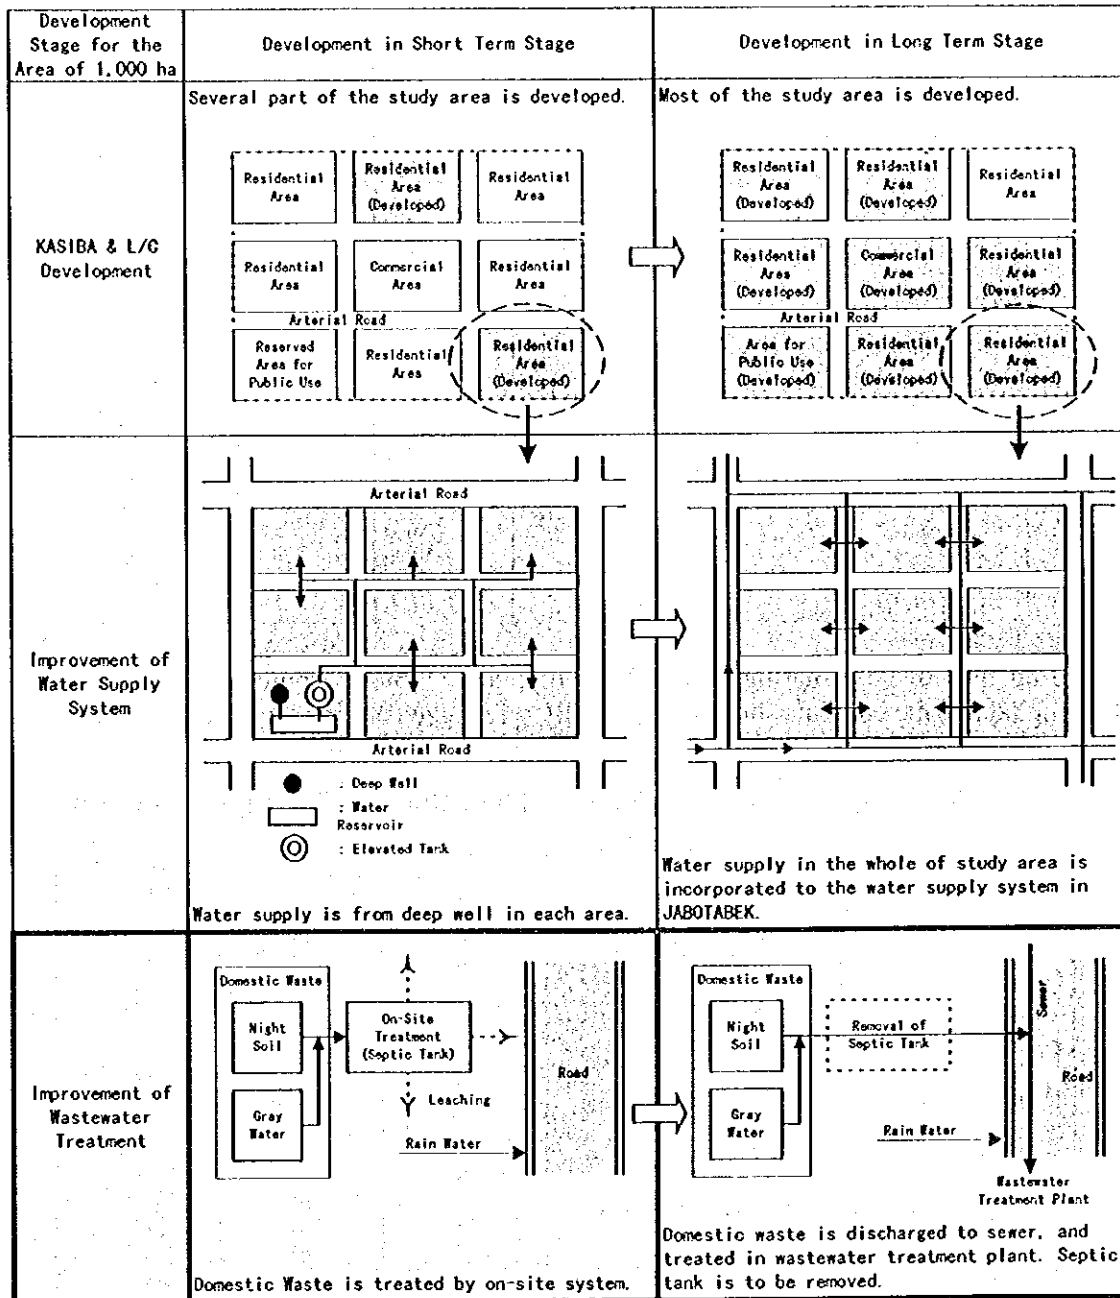 Development
Stage for the
Area of 1.000 ha
Development in Short Term Stage
Development in Long Term Stage
KASIBA & L/C
Development
Several part of the study area is developed.
Residential
Area
Residential
Area
(Developed)
Residential
Area
Residential
Area
Commercial
Area
Residential
Area
Arterial Road
Reserved
Area for
Public Use
Residential
Area
Residential
Area
(Developed)
Most of the study area is developed.
Residential
Area
(Developed)
Residential
Area
(Developed)
Residential
Area
Residential
Area
(Developed)
Commercial
Area
(Developed)
Residential
Area
(Developed)
Arterial Road
Area for
Public Use
(Developed)
Residential
Area
(Developed)
Residential
Area
(Developed)
Improvement of
Water Supply
System
Arterial Road
Arterial Road
: Deep Well
: Water
Reservoir
: Elevated Tank
Water supply is from deep well in each area.
Water supply in the whole of study area is
incorporated to the water supply system in
JABOTABEK.
Improvement of
Wastewater
Treatment
Domestic Waste
Night
Soil
Gray
Water
On-Site
Treatment
(Septic Tank)
Leaching
Rain Water
Road
Domestic Waste is treated by on-site system.
Domestic Waste
Night
Soil
Gray
Water
Removal of
Septic Tank
Sewer
Road
Rain Water
Wastewater
Treatment Plant
Domestic waste is discharged to sewer, and
treated in wastewater treatment plant. Septic
tank is to be removed.